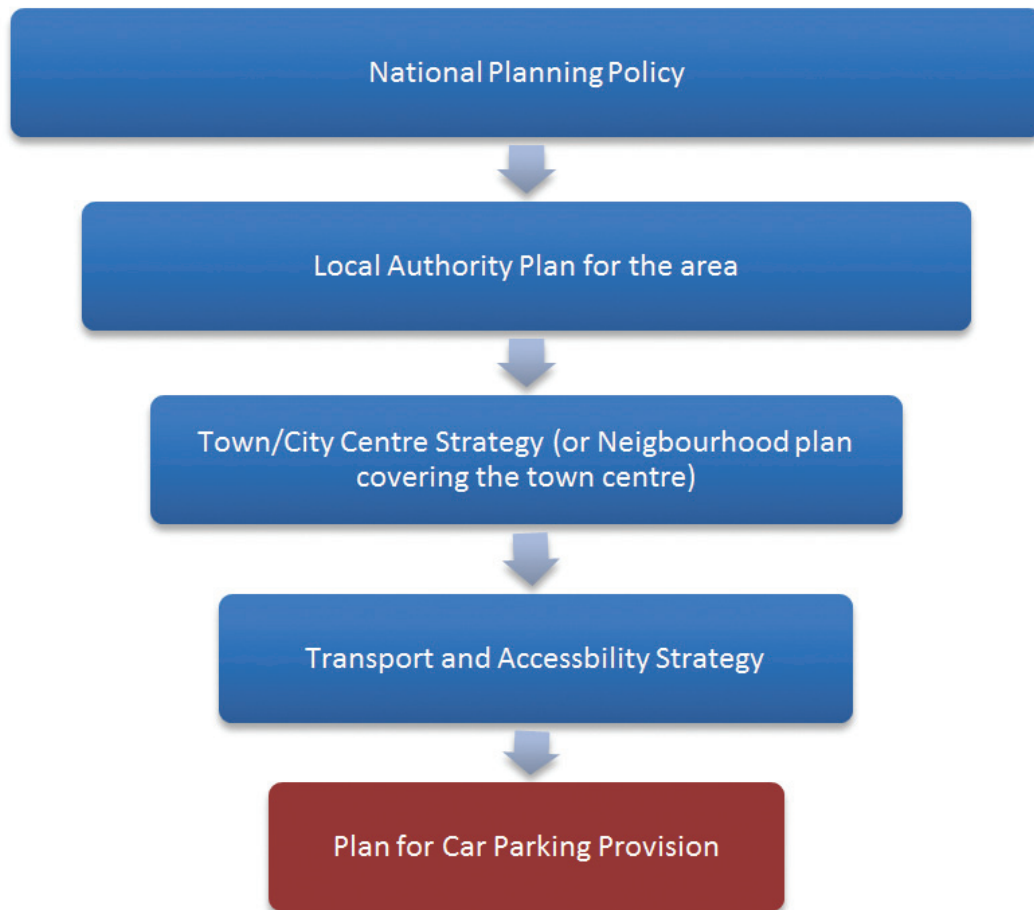 National Planning Policy
Local Authority Plan for the area
Town/City Centre Strategy (or Neigbourhood plan
covering the town centre)
Transport and Accessbility Strategy
Plan for Car Parking Provision